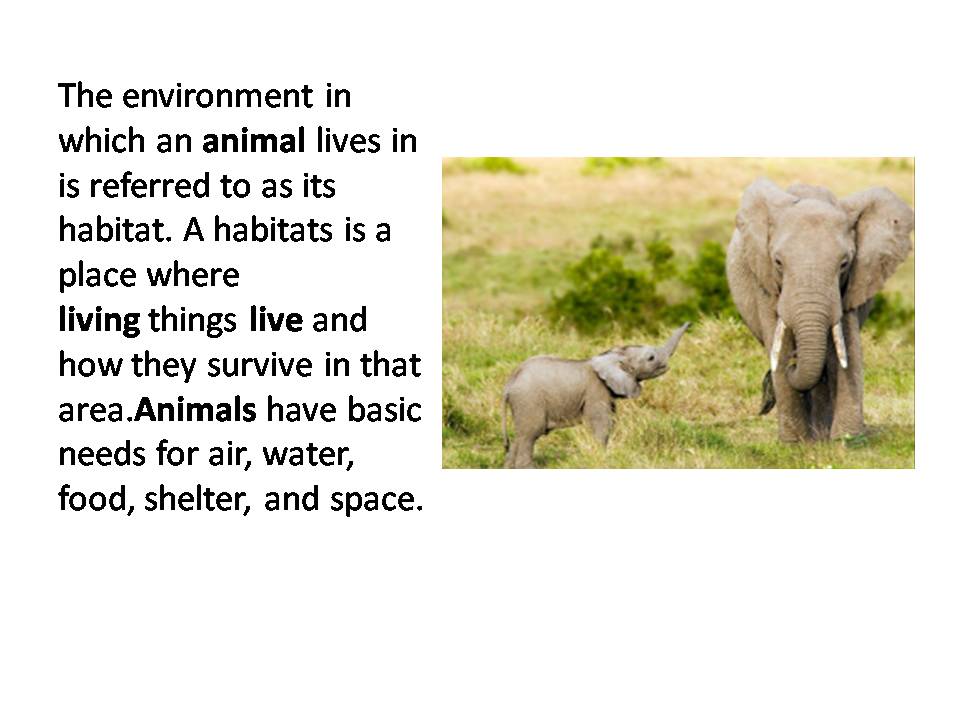 The environment in
which an animal lives in
is referred to as its
habitat. A habitats is a
place where
living things live and
how they survive in that
area.Animals have basic
needs for air, water,
food, shelter, and space.